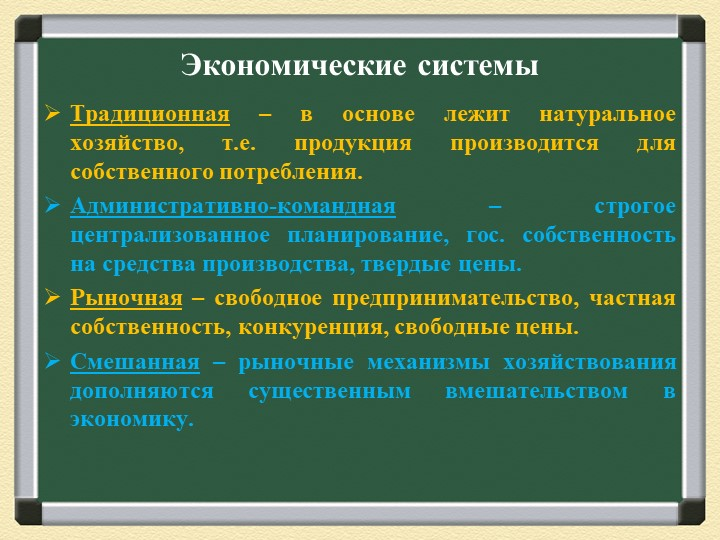 Экономические системы
Традиционная – в основе лежит натуральное
хозяйство, т.е. продукция производится для
собственного потребления.
Административно-командная – строгое
централизованное планирование, гос. собственность
на средства производства, твердые цены.
Рыночная – свободное предпринимательство, частная
собственность, конкуренция, свободные цены.
Смешанная – рыночные механизмы хозяйствования
дополняются существенным вмешательством в
экономику.